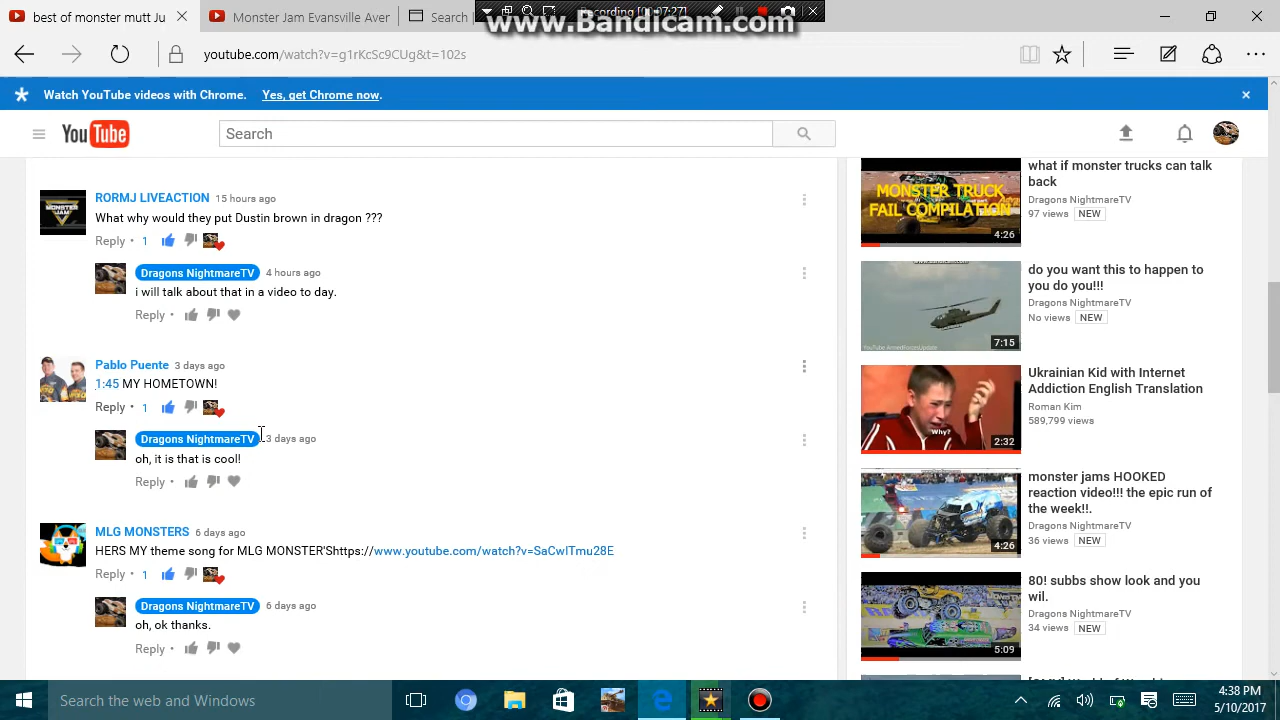 best of monster mutt Ju
Monster Jam Evansville Aver
Search
Recording [00:07:27]
www.Bandicam.com
youtube.com/watch?v=g1rKcSc9CUg&t=102s
Watch YouTube videos with Chrome. Yes, get Chrome now.
YouTube
Search
RORMJ LIVEACTION 15 hours ago
What why would they put Dustin brown in dragon ???
Reply • 1
Dragons NightmareTV 4 hours ago
i will talk about that in a video to day.
Reply •
Pablo Puente 3 days ago
1:45 MY HOMETOWN!
Reply • 1
Dragons NightmareTV 3 days ago
oh, it is that is cool!
Reply •
MLG MONSTERS 6 days ago
HERS MY theme song for MLG MONSTER'Shttps://www.youtube.com/watch?v=SaCwITmu28E
Reply • 1
Dragons NightmareTV 6 days ago
oh, ok thanks.
Reply •
MONSTER TRUCK
FAIL COMPILATION
4:26
what if monster trucks can talk
back
Dragons NightmareTV
97 views NEW
7:15
do you want this to happen to
you do you!!!
Dragons NightmareTV
No views NEW
Why?
2:32
Ukrainian Kid with Internet
Addiction English Translation
Roman Kim
589,799 views
4:26
monster jams HOOKED
reaction video!!! the epic run of
the week!!.
Dragons NightmareTV
36 views NEW
5:09
80! subbs show look and you
wil.
Dragons NightmareTV
34 views NEW
Search the web and Windows
4:38 PM
5/10/2017